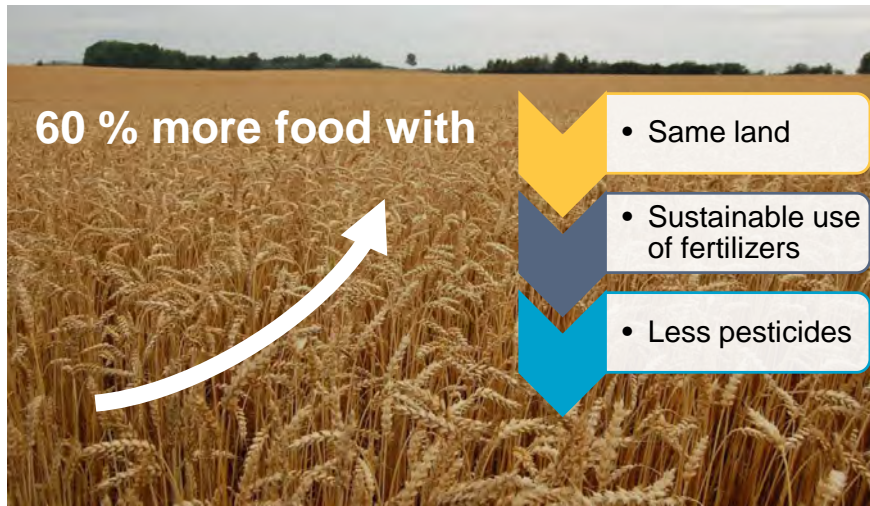 60 % more food with
• Same land
• Sustainable use
of fertilizers
• Less pesticides